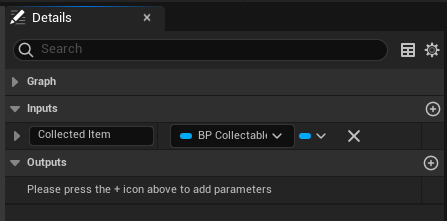 Details
Search
Graph
Inputs
Collected Item
BP Collectabl
Outputs
Please press the + icon above to add parameters